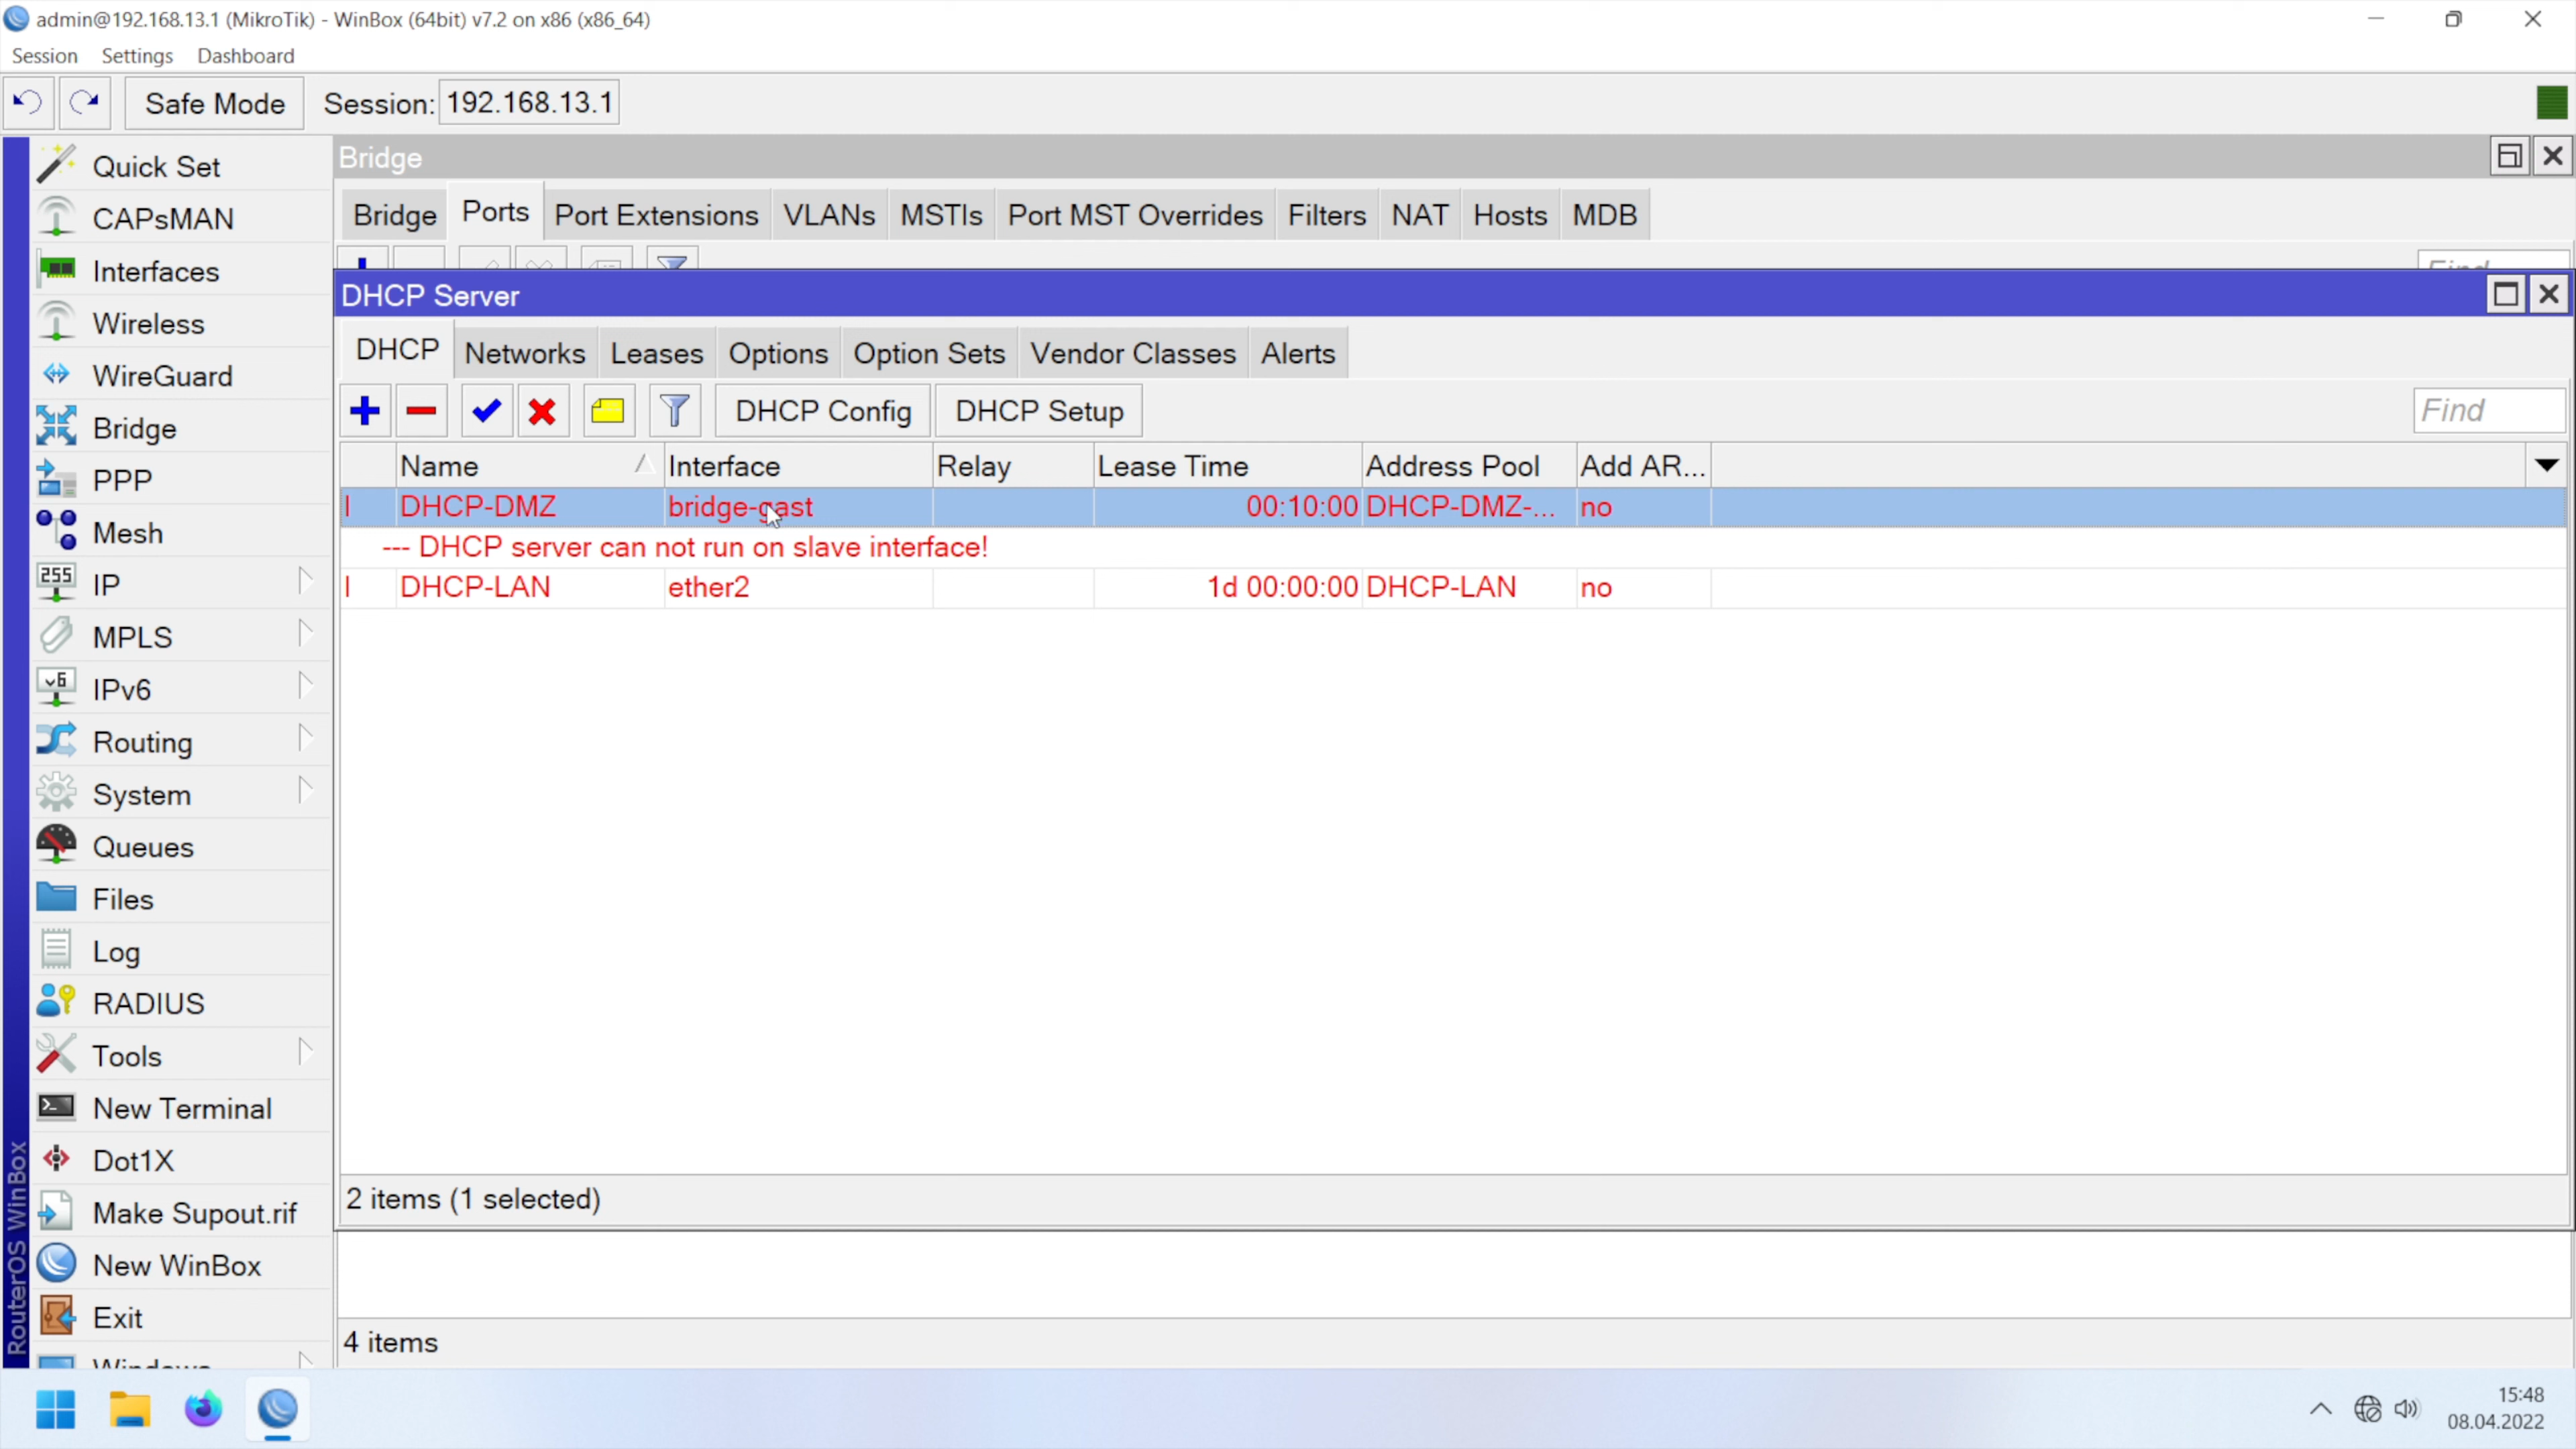 admin@192.168.13.1 (MikroTik) - WinBox (64bit) v7.2 on x86 (x86_64)
Session Settings Dashboard
Safe Mode Session: 192.168.13.1
Quick Set
CAPsMAN
Interfaces
Wireless
WireGuard
Bridge
PPP
Mesh
255 IP
MPLS
v6 IPv6
Routing
System
Queues
Files
Log
RADIUS
Tools
New Terminal
Dot1X
Make Supout.rif
New WinBox
Exit
Windows
RouterOS WinBox
Bridge
Bridge Ports Port Extensions VLANs MSTIs Port MST Overrides Filters NAT Hosts MDB
Find
DHCP Server
DHCP Networks Leases Options Option Sets Vendor Classes Alerts
DHCP Config DHCP Setup Find
Name Interface Relay Lease Time Address Pool Add AR...
I DHCP-DMZ bridge-gast 00:10:00 DHCP-DMZ-... no
--- DHCP server can not run on slave interface!
I DHCP-LAN ether2 1d 00:00:00 DHCP-LAN no
2 items (1 selected)
4 items
15:48
08.04.2022